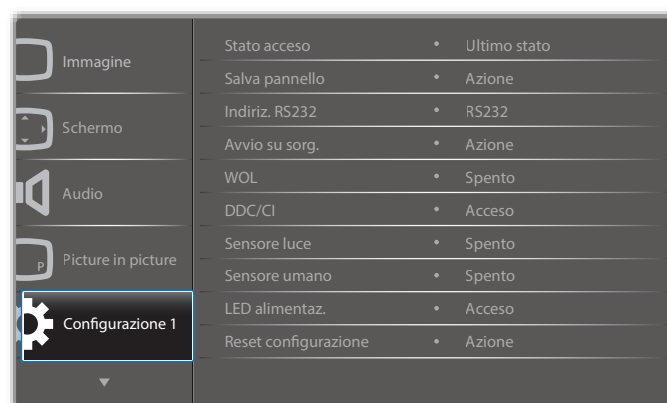 Immagine
Schermo
Audio
P
Picture in picture
Configurazione 1
Stato acceso • Ultimo stato
Salva pannello • Azione
Indiriz. RS232 • RS232
Avvio su sorg. • Azione
WOL • Spento
DDC/CI • Acceso
Sensore luce • Spento
Sensore umano • Spento
LED alimentaz. • Acceso
Reset configurazione • Azione